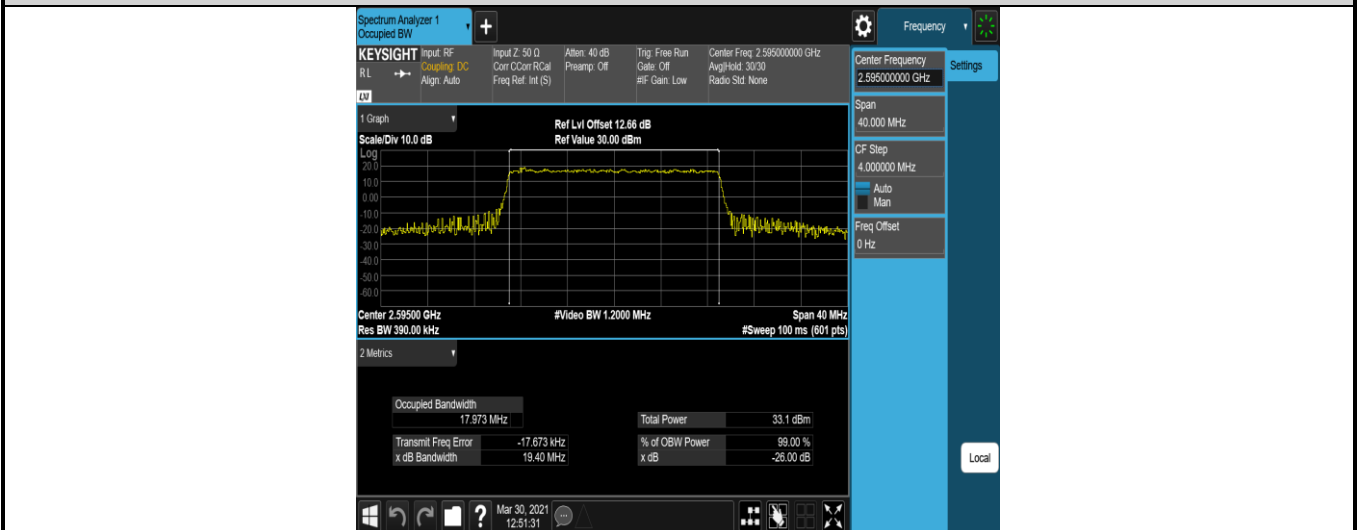 Spectrum Analyzer 1
Occupied BW
+
Frequency
KEYSIGHT
RL
LXI
Input: RF
Coupling: DC
Align: Auto
Input Z: 50 Ω
Corr CCorr RCal
Freq Ref: Int (S)
Atten: 40 dB
Preamp: Off
Trig: Free Run
Gate: Off
#IF Gain: Low
Center Freq: 2.595000000 GHz
Avg|Hold: 30/30
Radio Std: None
Center Frequency
2.595000000 GHz
Settings
Span
40.000 MHz
CF Step
4.000000 MHz
Auto
Man
Freq Offset
0 Hz
Local
1 Graph
Scale/Div 10.0 dB
Ref Lvl Offset 12.66 dB
Ref Value 30.00 dBm
Log
20.0
10.0
0.00
-10.0
-20.0
-30.0
-40.0
-50.0
-60.0
Center 2.59500 GHz
#Video BW 1.2000 MHz
Span 40 MHz
Res BW 390.00 kHz
#Sweep 100 ms (601 pts)
2 Metrics
Occupied Bandwidth
17.973 MHz
Total Power 33.1 dBm
Transmit Freq Error -17.673 kHz
% of OBW Power 99.00 %
x dB Bandwidth 19.40 MHz
x dB -26.00 dB
?
Mar 30, 2021
12:51:31